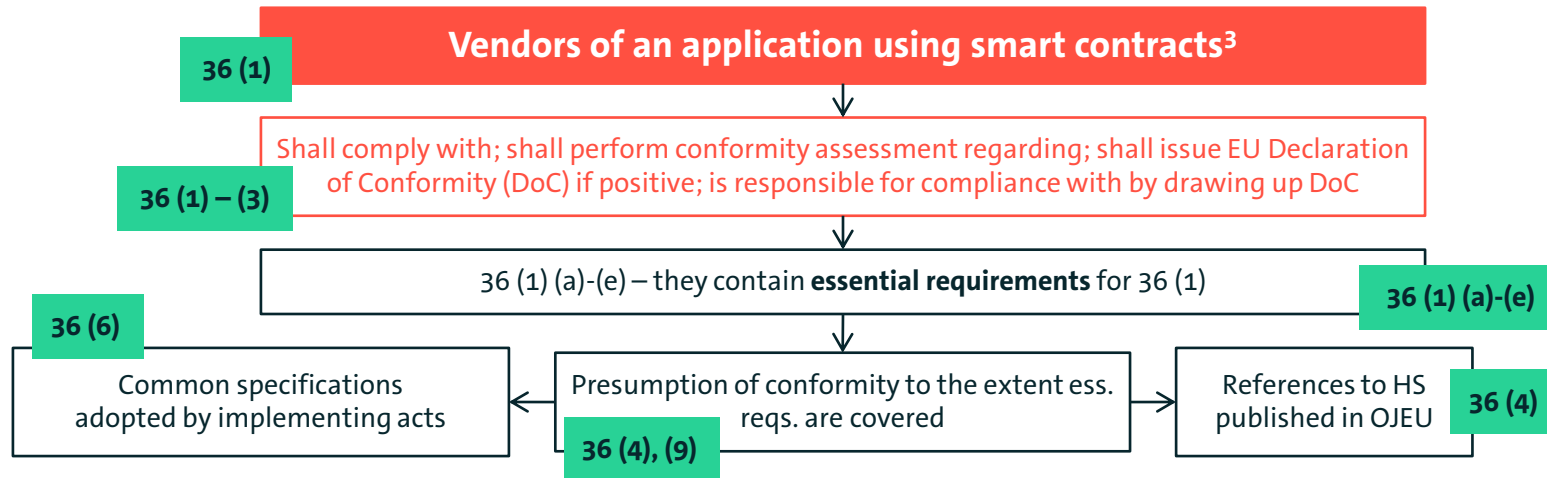 Vendors of an application using smart contracts³
36 (1)
Shall comply with; shall perform conformity assessment regarding; shall issue EU Declaration
of Conformity (DoC) if positive; is responsible for compliance with by drawing up DoC
36 (1) – (3)
36 (1) (a)-(e) – they contain essential requirements for 36 (1)
36 (1) (a)-(e)
36 (6)
Common specifications
adopted by implementing acts
Presumption of conformity to the extent ess.
reqs. are covered
36 (4), (9)
References to HS
published in OJEU
36 (4)